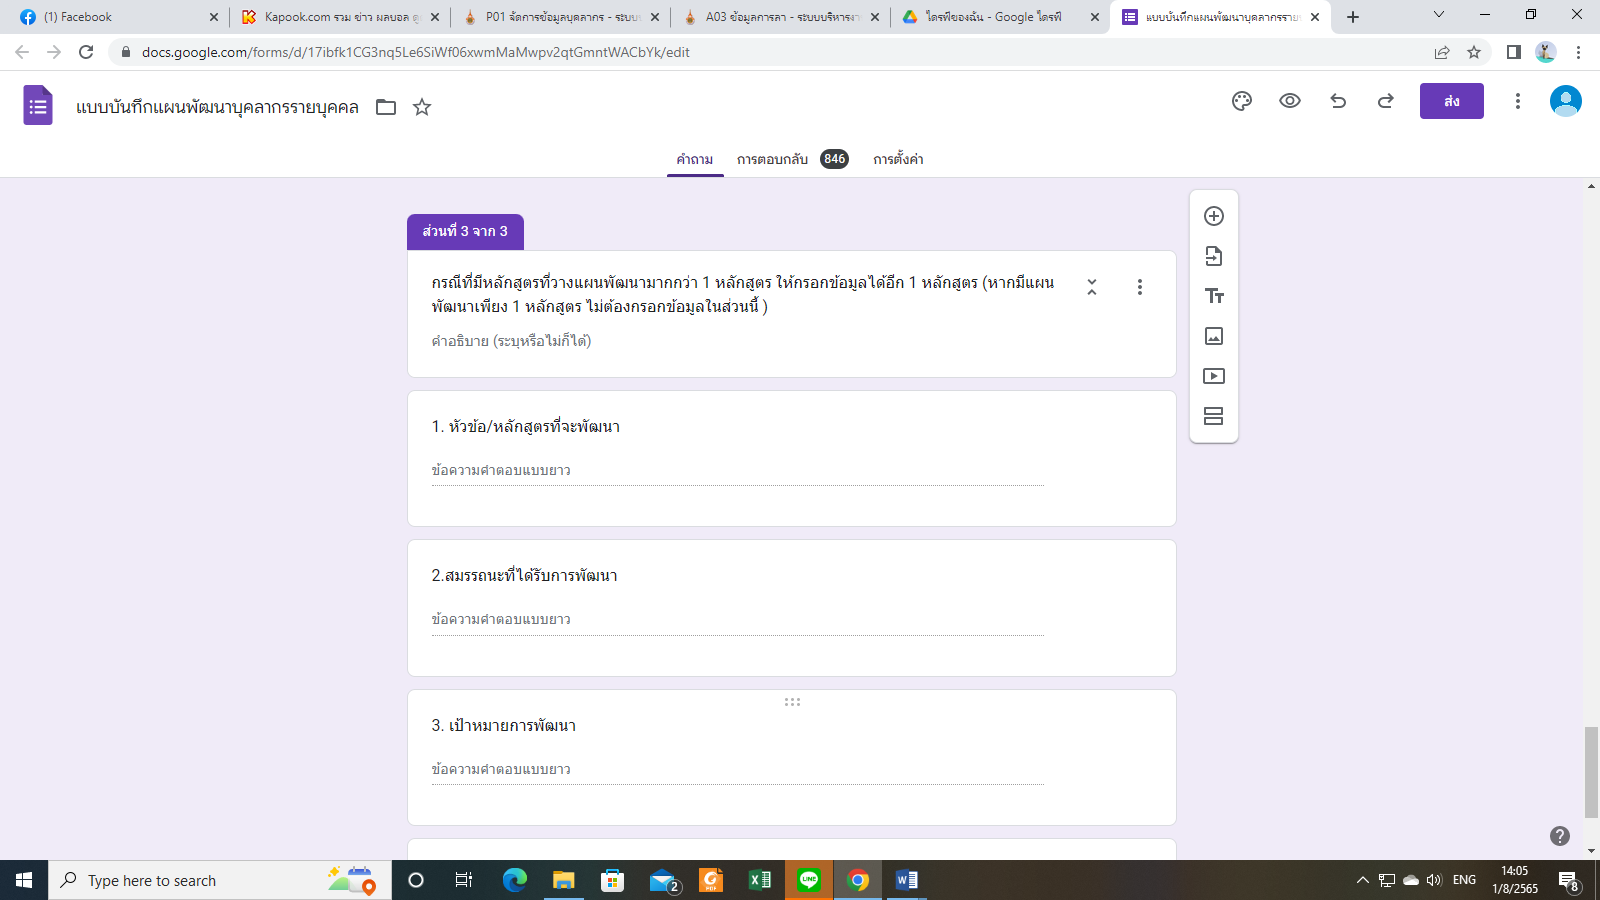 (1) Facebook
Kapook.com รวม ข่าว ผลบอล ดู
P01 จัดการข้อมูลบุคลากร - ระบบ
A03 ข้อมูลการลา - ระบบบริหารงา
ไดรฟ์ของฉัน - Google ไดรฟ์
แบบบันทึกแผนพัฒนาบุคลากรราย
docs.google.com/forms/d/17ibfk1CG3nq5Le6SiWf06xwmMaMwpv2qtGmntWACbYk/edit
แบบบันทึกแผนพัฒนาบุคลากรรายบุคคล
ส่ง
คำถาม
การตอบกลับ 846
การตั้งค่า
ส่วนที่ 3 จาก 3
กรณีที่มีหลักสูตรที่วางแผนพัฒนามากกว่า 1 หลักสูตร ให้กรอกข้อมูลได้อีก 1 หลักสูตร (หากมีแผน
พัฒนาเพียง 1 หลักสูตร ไม่ต้องกรอกข้อมูลในส่วนนี้ )
คำอธิบาย (ระบุหรือไม่ก็ได้)
1. หัวข้อ/หลักสูตรที่จะพัฒนา
ข้อความคำตอบแบบยาว
2.สมรรถนะที่ได้รับการพัฒนา
ข้อความคำตอบแบบยาว
3. เป้าหมายการพัฒนา
ข้อความคำตอบแบบยาว
Type here to search
2
PDF
LINE
ENG
14:05
1/8/2565
8